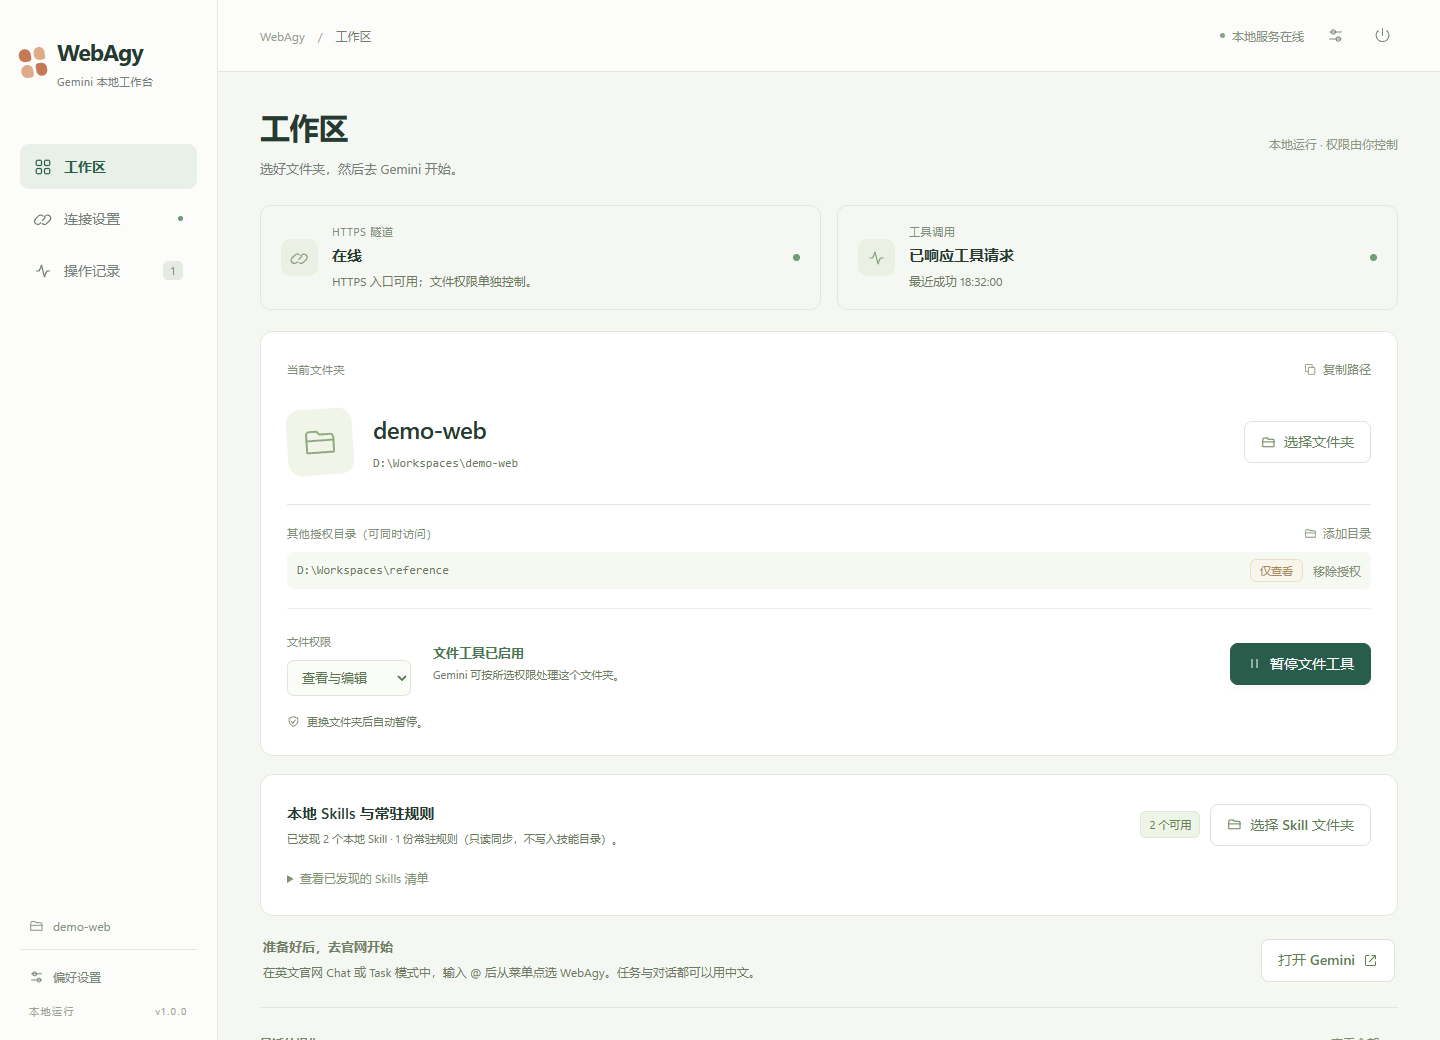 WebAgy
Gemini 本地工作台
工作区
连接设置
操作记录 1
demo-web
偏好设置
本地运行 v1.0.0
WebAgy / 工作区
本地服务在线
工作区
选好文件夹，然后去 Gemini 开始。
本地运行 · 权限由你控制
HTTPS 隧道
在线
HTTPS 入口可用；文件权限单独控制。
工具调用
已响应工具请求
最近成功 18:32:00
当前文件夹
复制路径
demo-web
D:\Workspaces\demo-web
选择文件夹
其他授权目录（可同时访问）
添加目录
D:\Workspaces\reference
仅查看 移除授权
文件权限
查看与编辑
文件工具已启用
Gemini 可按所选权限处理这个文件夹。
暂停文件工具
更换文件夹后自动暂停。
本地 Skills 与常驻规则
已发现 2 个本地 Skill · 1 份常驻规则（只读同步，不写入技能目录）。
2 个可用
选择 Skill 文件夹
查看已发现的 Skills 清单
准备好后，去官网开始
在英文官网 Chat 或 Task 模式中，输入 @ 后从菜单点选 WebAgy。任务与对话都可以用中文。
打开 Gemini